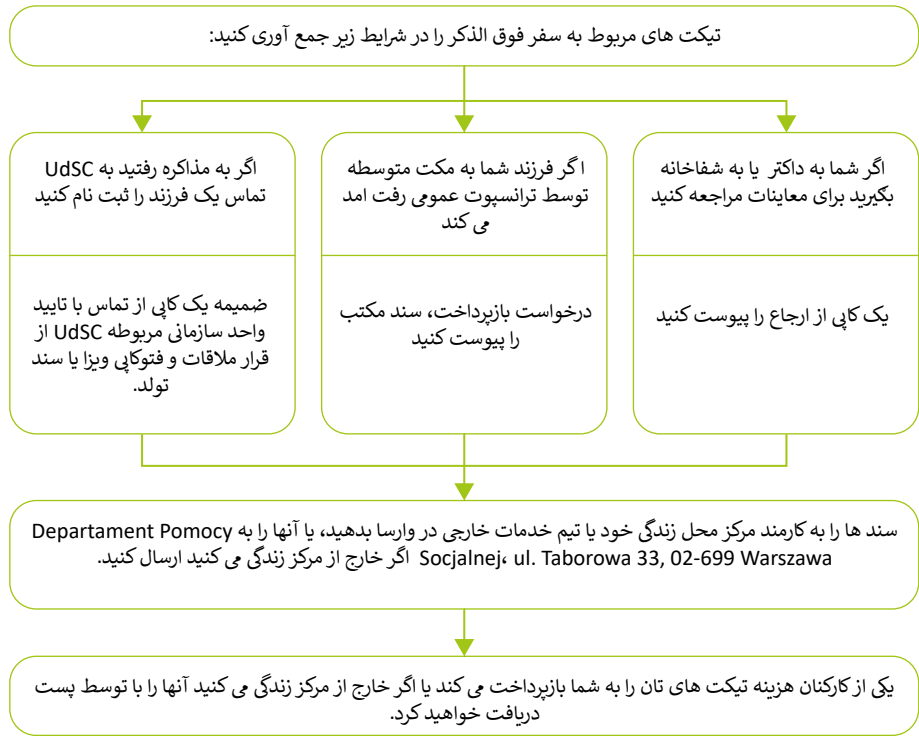 تیکت های مربوط به سفر فوق الذکر را در شرایط زیر جمع آوری کنید:
اگر شما به داکتر یا به شفاخانه
بګیرید برای معاینات مراجعه کنید
یک کاپی از ارجاع را پیوست کنید
اگر فرزند شما به مکت متوسطه
توسط ترانسپوت عمومی رفت امد
می کند
درخواست بازپرداخت، سند مکتب
را پیوست کنید
اگر به مذاکره رفتید به UdSC
تماس یک فرزند را ثبت نام کنید
ضمیمه یک کاپی از تماس با تایید
واحد سازمانی مربوطه UdSC از
قرار ملاقات و فتوکاپی ویزا یا سند
تولد.
سند ها را به کارمند مرکز محل زندگی خود یا تیم خدمات خارجی در وارسا بدهید، یا آنها را به Departament Pomocy
Socjalnej، ul. Taborowa 33, 02-699 Warszawa اگر خارج از مرکز زندگی می کنید ارسال کنید.
یکی از کارکنان هزینه تیکت های تان را به شما بازپرداخت می کند یا اگر خارج از مرکز زندگی می کنید آنها را با توسط پست
دریافت خواهید کرد.